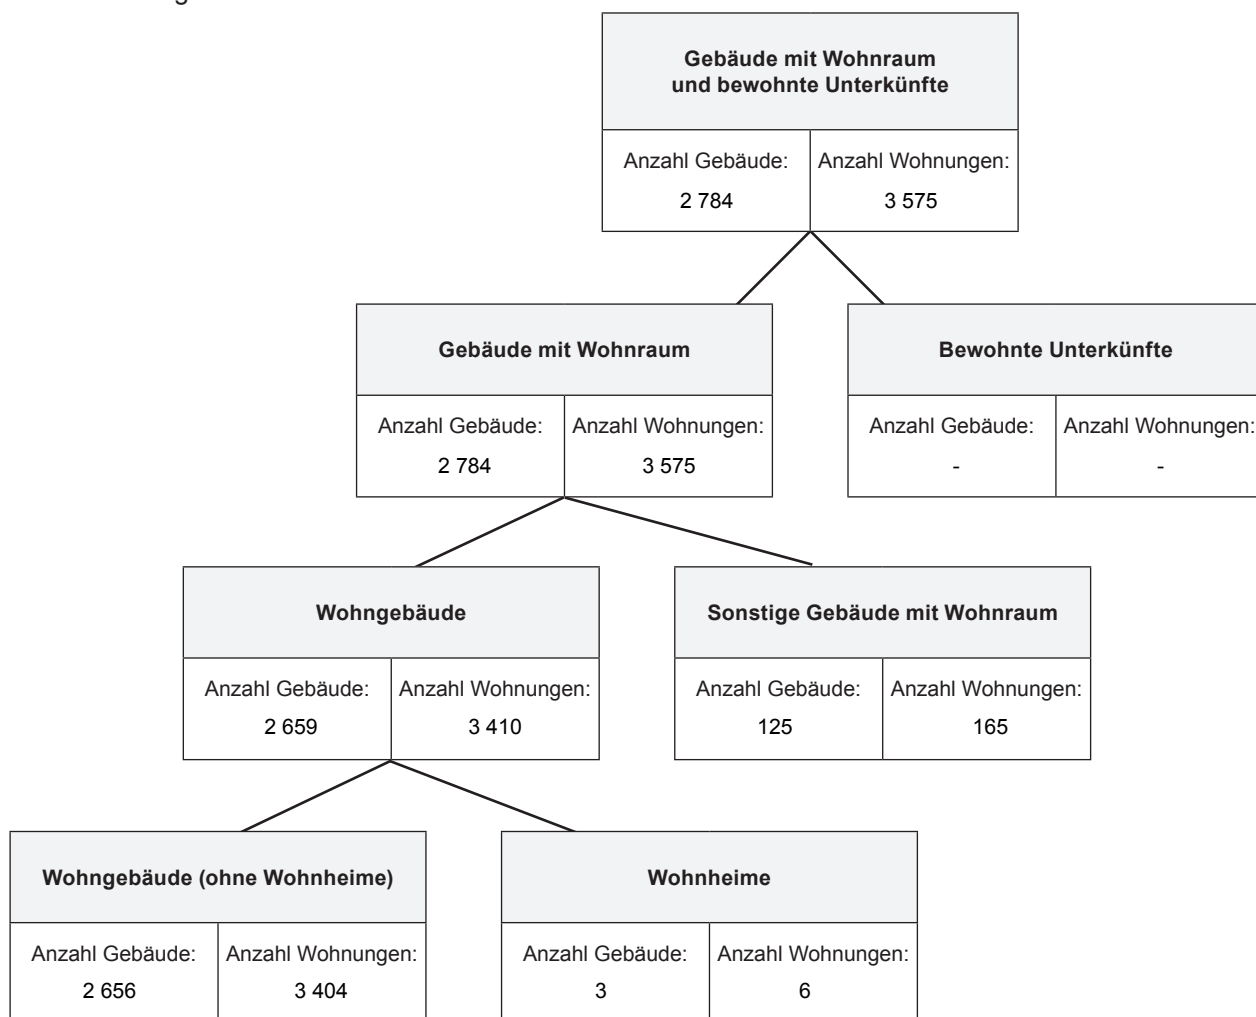 Gebäude mit Wohnraum
und bewohnte Unterkünfte
Anzahl Gebäude: Anzahl Wohnungen:
2 784 3 575
Gebäude mit Wohnraum Bewohnte Unterkünfte
Anzahl Gebäude: Anzahl Wohnungen: Anzahl Gebäude: Anzahl Wohnungen:
2 784 3 575 - -
Wohngebäude Sonstige Gebäude mit Wohnraum
Anzahl Gebäude: Anzahl Wohnungen: Anzahl Gebäude: Anzahl Wohnungen:
2 659 3 410 125 165
Wohngebäude (ohne Wohnheime) Wohnheime
Anzahl Gebäude: Anzahl Wohnungen: Anzahl Gebäude: Anzahl Wohnungen:
2 656 3 404 3 6